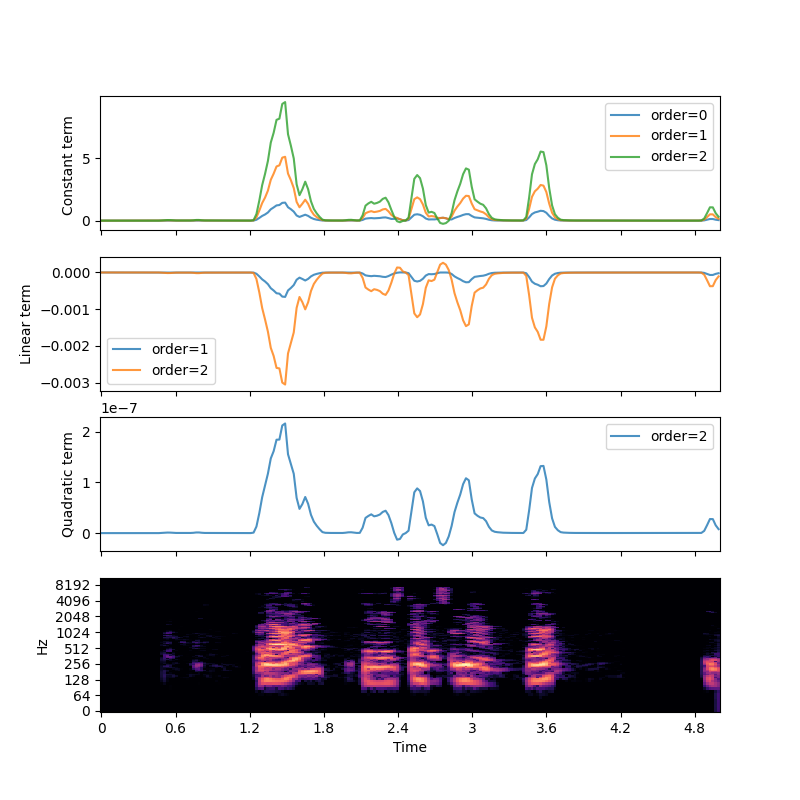 Constant term
5
0
order=0
order=1
order=2
Linear term
0.000
−0.001
−0.002
−0.003
order=1
order=2
1e−7
Quadratic term
2
1
0
order=2
Hz
8192
4096
2048
1024
512
256
128
64
0
0 0.6 1.2 1.8 2.4 3 3.6 4.2 4.8
Time